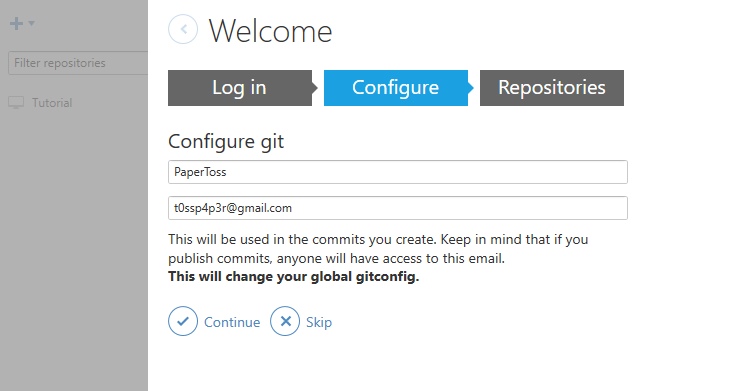 Welcome
Filter repositories
Tutorial
Log in
Configure
Repositories
Configure git
PaperToss
t0ssp4p3r@gmail.com
This will be used in the commits you create. Keep in mind that if you
publish commits, anyone will have access to this email.
This will change your global gitconfig.
Continue
Skip